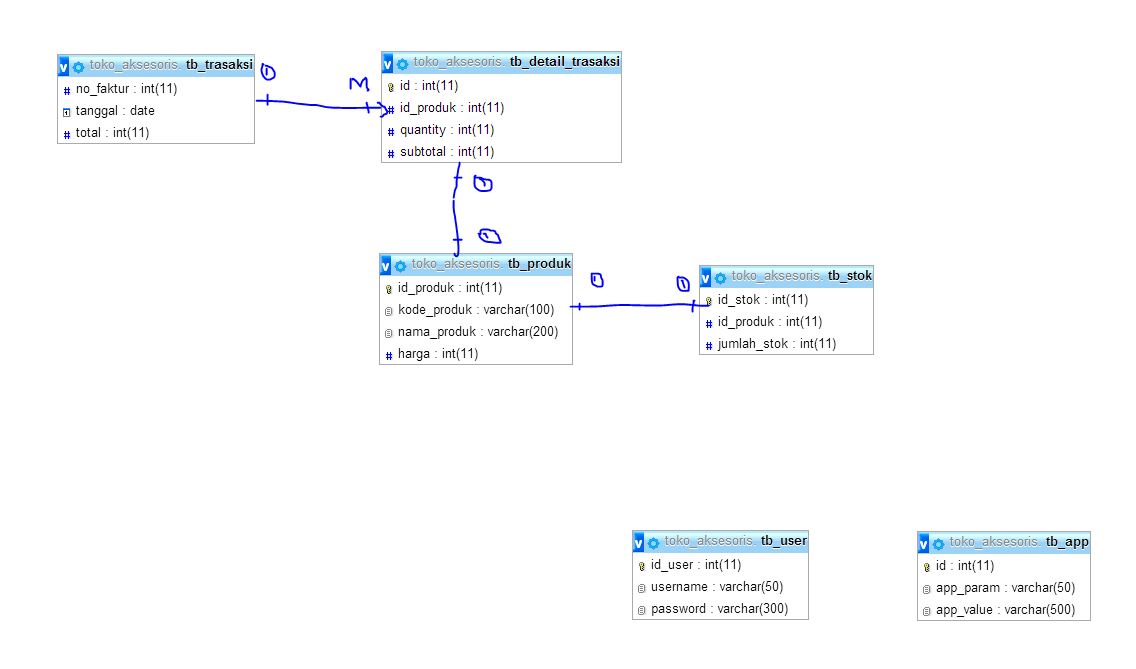 toko_aksesoris. tb_trasaksi
no_faktur : int(11)
tanggal : date
total : int(11)
1
M
toko_aksesoris. tb_detail_trasaksi
id : int(11)
id_produk : int(11)
quantity : int(11)
subtotal : int(11)
1
1
toko_aksesoris. tb_produk
id_produk : int(11)
kode_produk : varchar(100)
nama_produk : varchar(200)
harga : int(11)
1
1
toko_aksesoris. tb_stok
id_stok : int(11)
id_produk : int(11)
jumlah_stok : int(11)
toko_aksesoris. tb_user
id_user : int(11)
username : varchar(50)
password : varchar(300)
toko_aksesoris. tb_app
id : int(11)
app_param : varchar(50)
app_value : varchar(500)